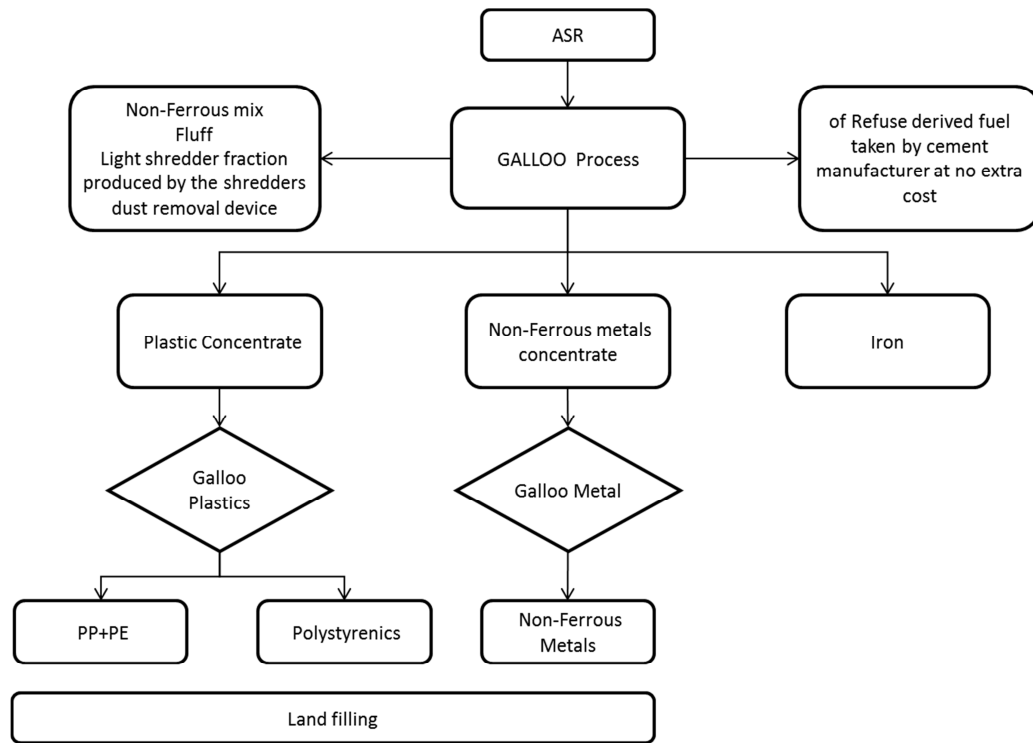 ASR
Non-Ferrous mix
Fluff
Light shredder fraction
produced by the shredders
dust removal device
GALLOO Process
of Refuse derived fuel
taken by cement
manufacturer at no extra
cost
Plastic Concentrate
Non-Ferrous metals
concentrate
Iron
Galloo
Plastics
Galloo Metal
PP+PE
Polystyrenics
Non-Ferrous
Metals
Land filling